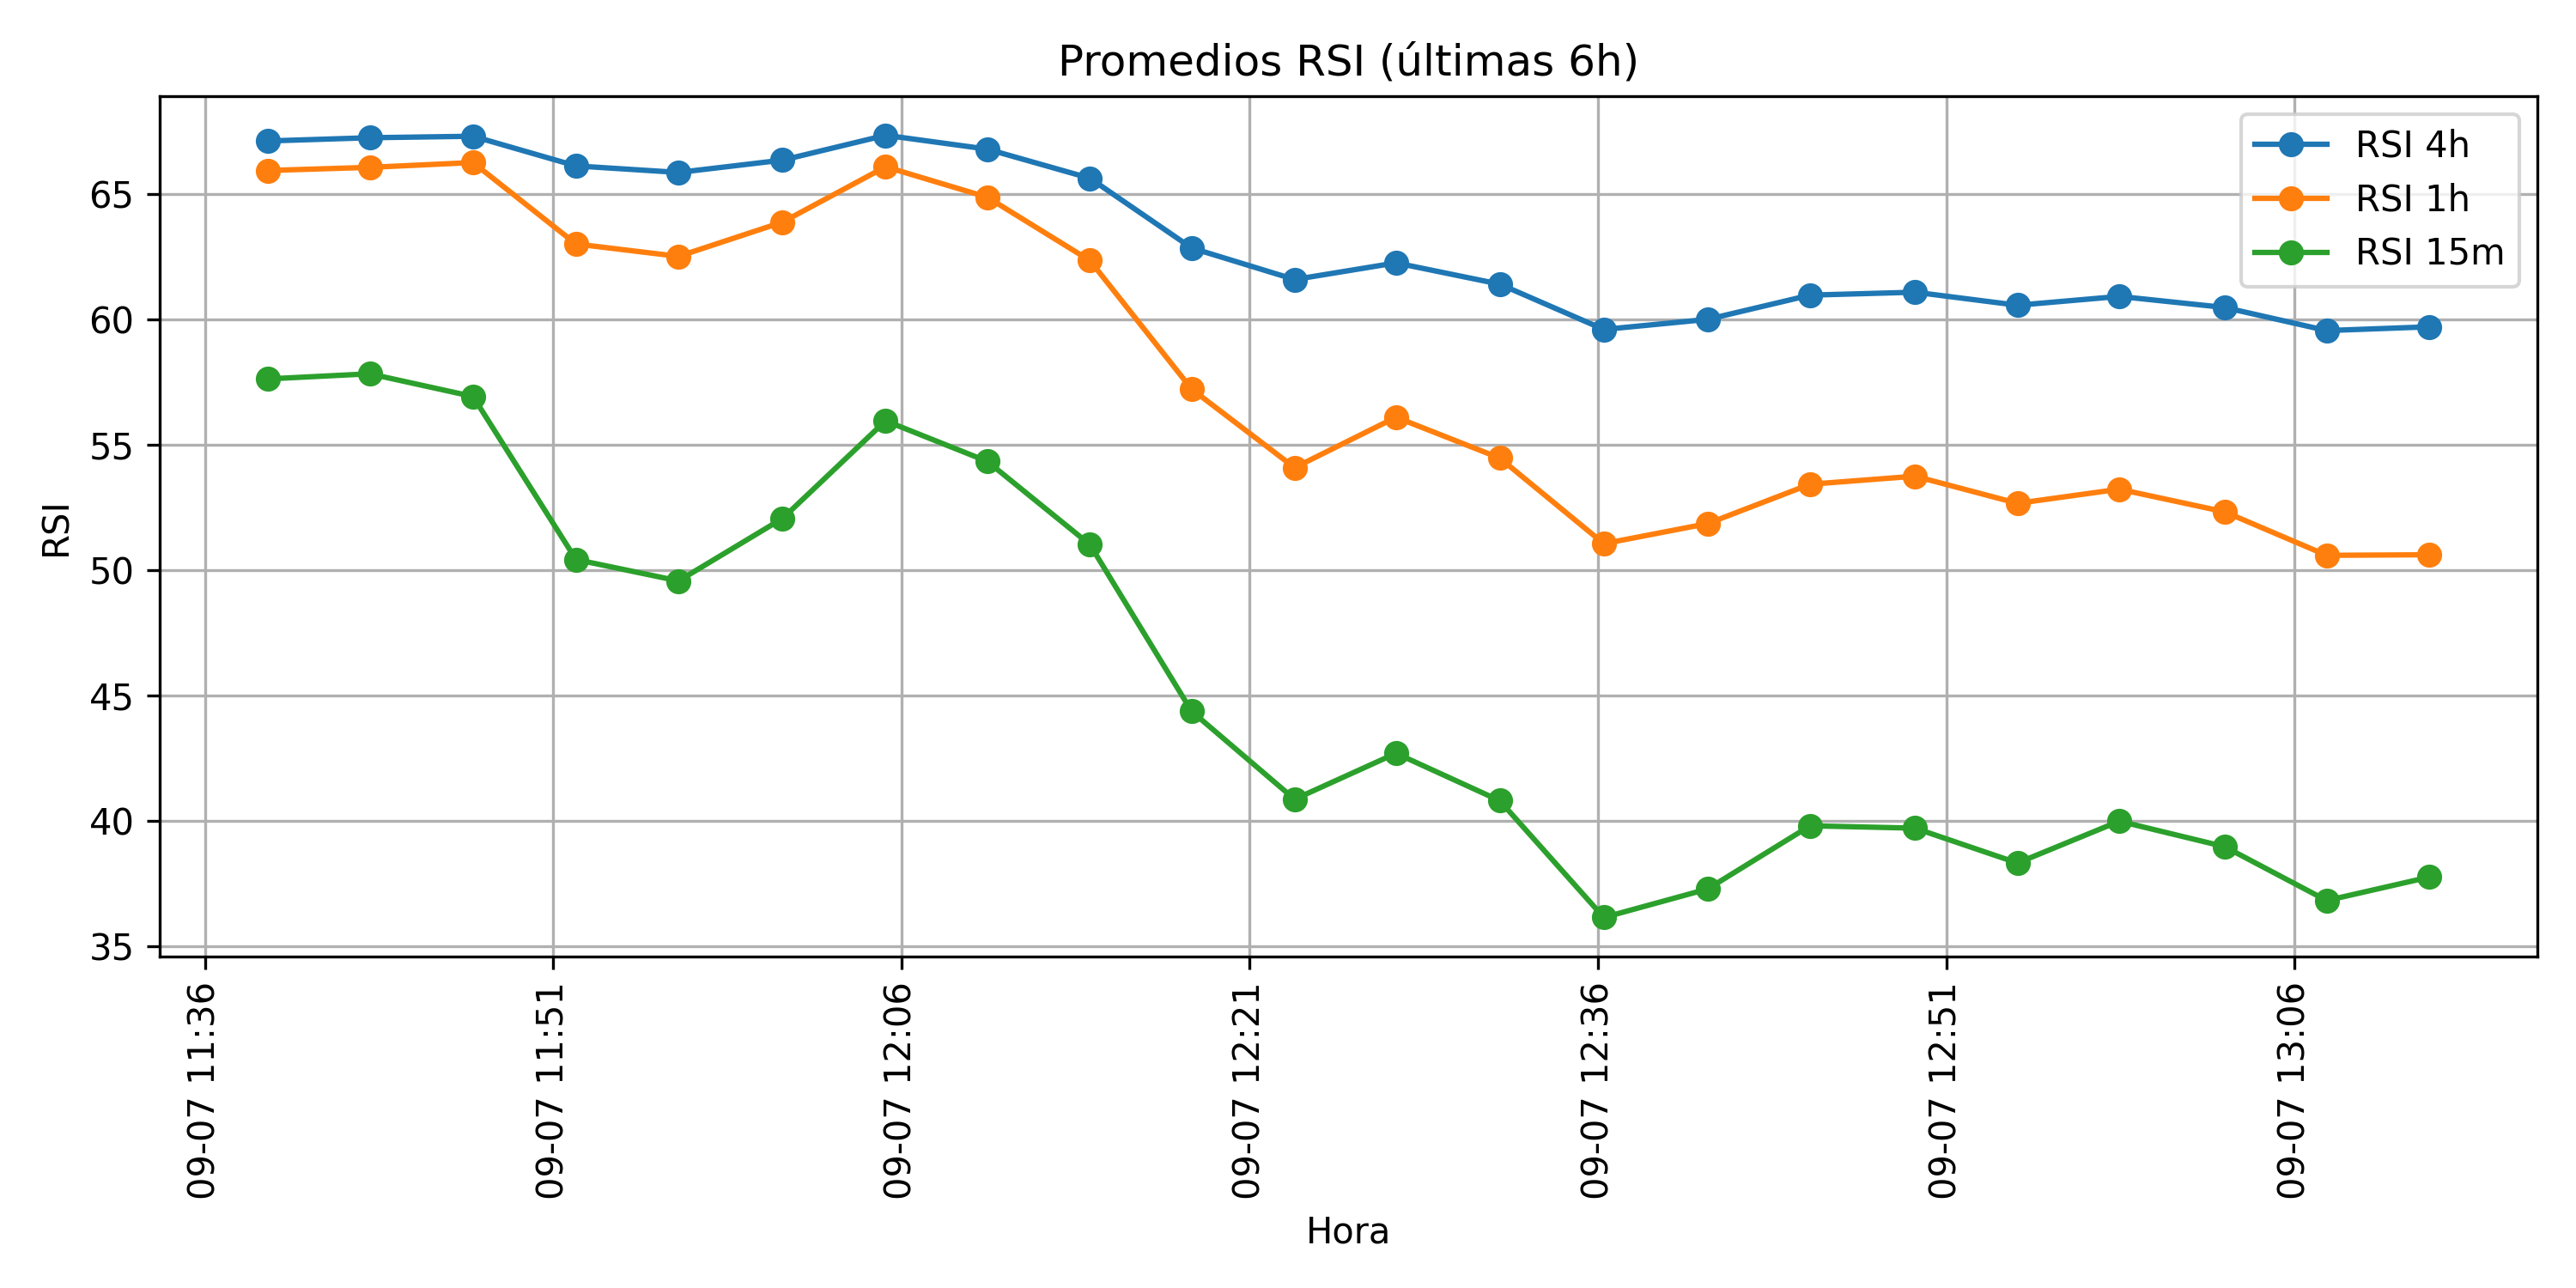 Promedios RSI (últimas 6h)
RSI 4h
RSI 1h
RSI 15m
RSI
65
60
55
50
45
40
35
09-07 11:36
09-07 11:51
09-07 12:06
09-07 12:21
09-07 12:36
09-07 12:51
09-07 13:06
Hora